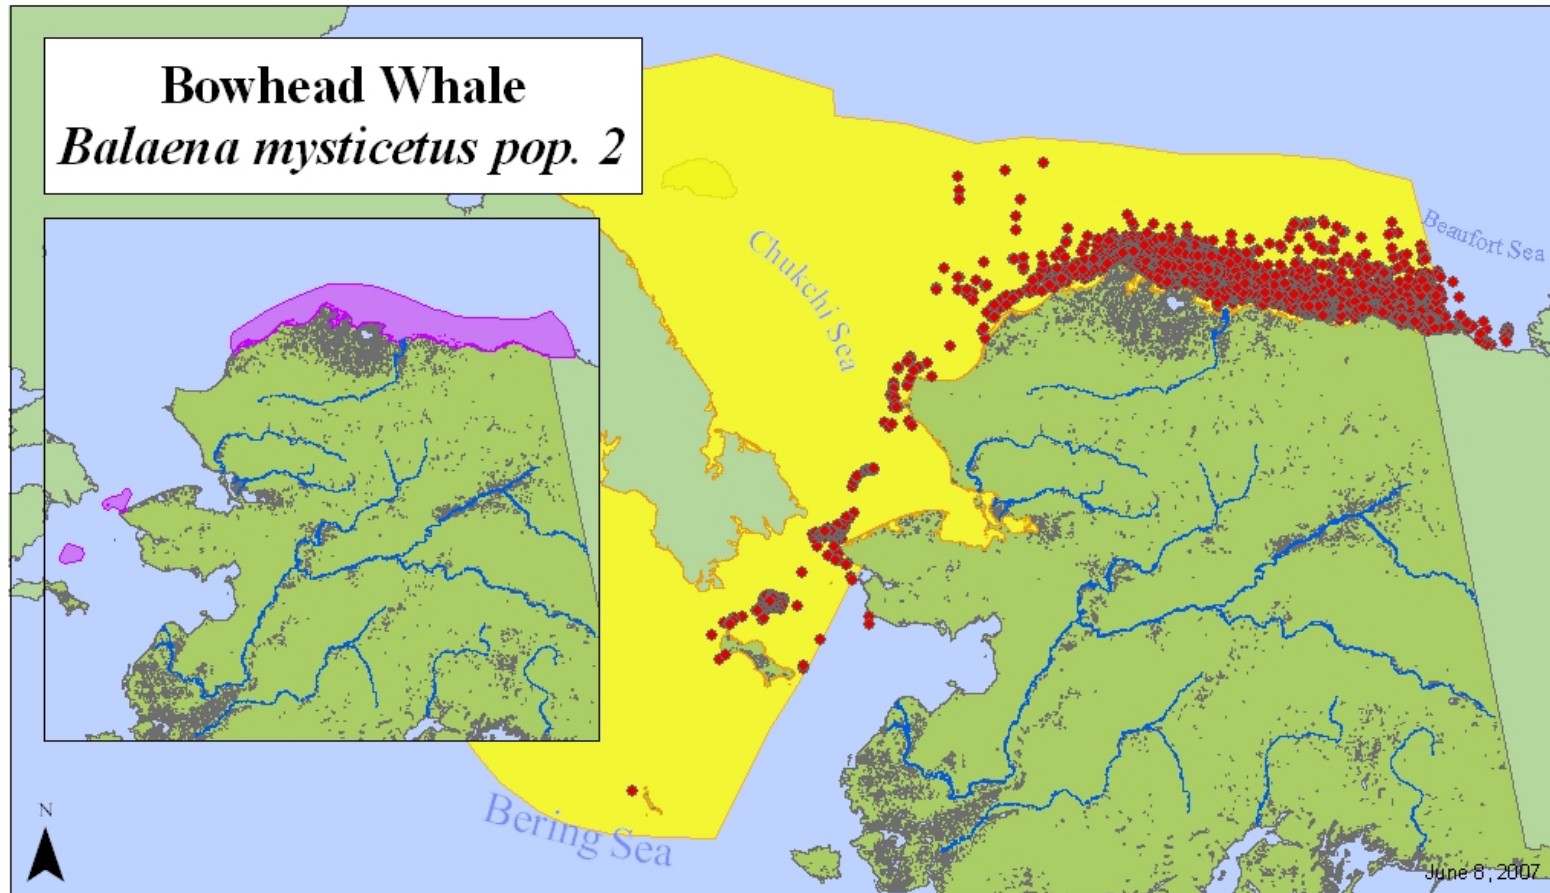 Bowhead Whale
Balaena mysticetus pop. 2
Beaufort Sea
Chukchi Sea
Bering Sea
N
June 8, 2007